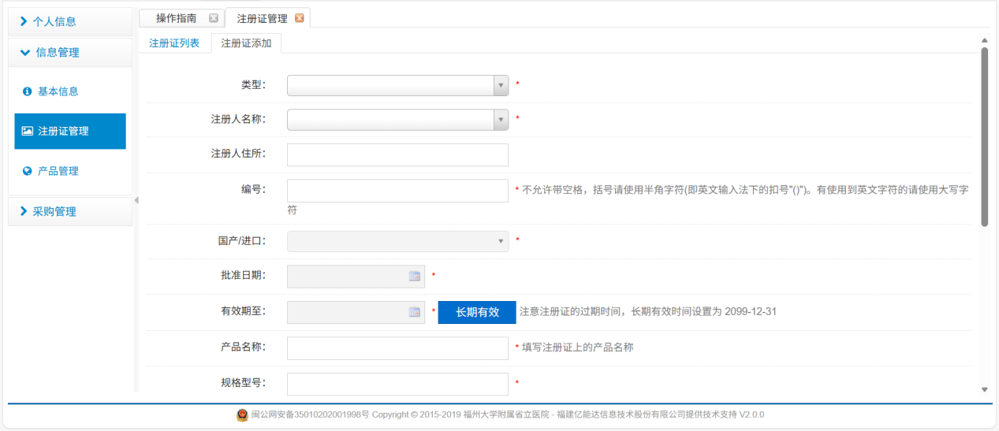 个人信息
信息管理
基本信息
注册证管理
产品管理
采购管理
操作指南
注册证管理
注册证列表
注册证添加
类型: *
注册人名称: *
注册人住所:
编号: * 不允许带空格，括号请使用半角字符(即英文输入法下的扣号"()")。有使用到英文字符的请使用大写字
符
国产/进口: *
批准日期: *
有效期至: * 长期有效 注意注册证的过期时间，长期有效时间设置为 2099-12-31
产品名称: * 填写注册证上的产品名称
规格型号: *
闽公网安备35010202001998号 Copyright © 2015-2019 福州大学附属省立医院 - 福建亿能达信息技术股份有限公司提供技术支持 V2.0.0